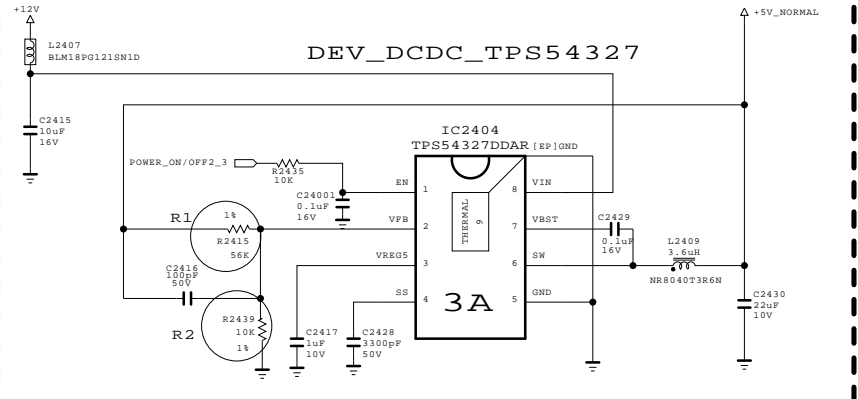 +12V
+5V_NORMAL
L2407
BLM18PG121SN1D
DEV_DCDC_TPS54327
C2415
10uF
16V
IC2404
TPS54327DDAR
[EP]GND
POWER_ON/OFF2_3
R2435
10K
C24001
0.1uF
16V
EN
1
8
VIN
THERMAL
9
R1
1%
R2415
56K
VFB
2
7
VBST
C2429
0.1uF
16V
L2409
3.6uH
NR8040T3R6N
C2416
100pF
50V
VREG5
3
6
SW
SS
4
5
GND
3A
R2
R2439
10K
1%
C2417
1uF
10V
C2428
3300pF
50V
C2430
22uF
10V